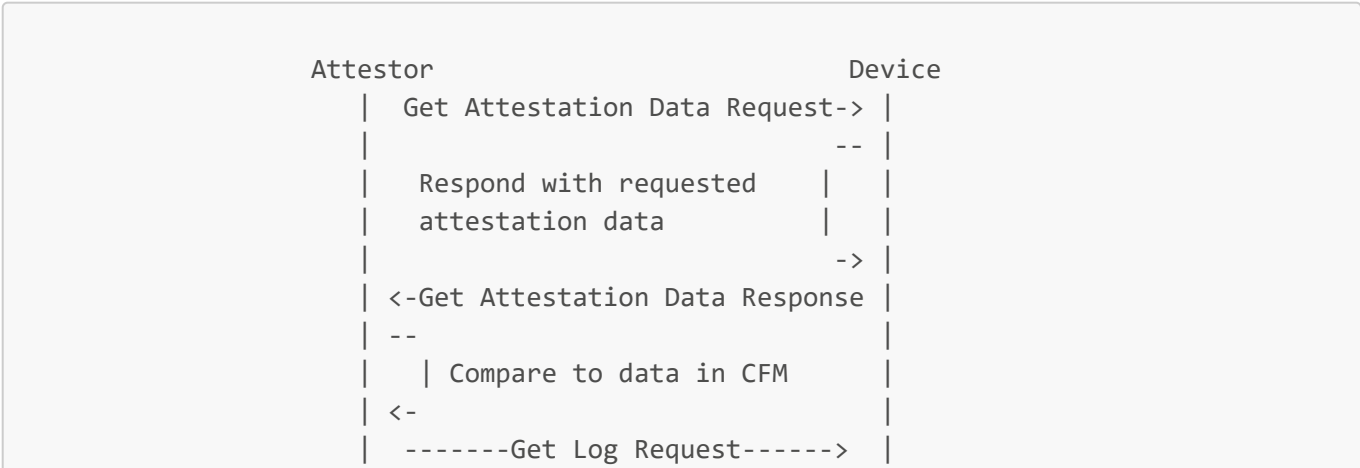 Attestor                           Device
   |  Get Attestation Data Request-> |
   |                              -- |
   |   Respond with requested    |   |
   |   attestation data          |   |
   |                              -> |
   | <-Get Attestation Data Response |
   | --                              |
   |   | Compare to data in CFM      |
   | <-                              |
   |  -------Get Log Request------>  |